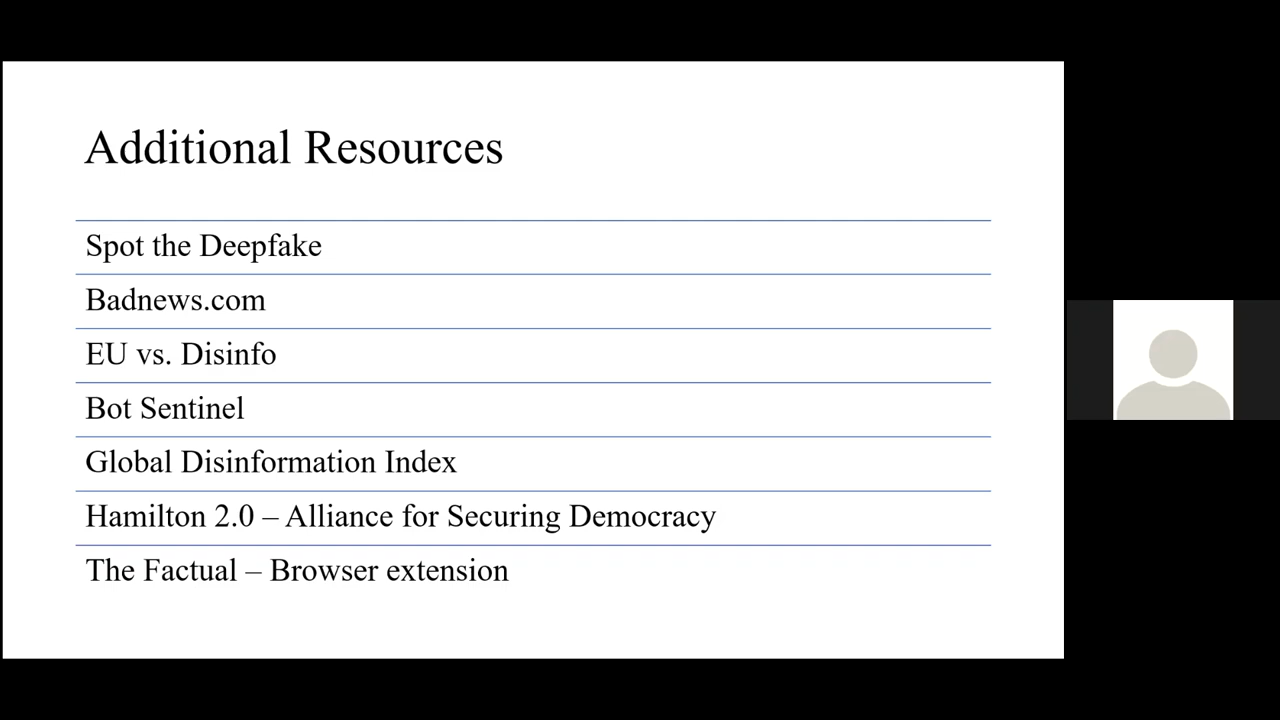 Additional Resources
Spot the Deepfake
Badnews.com
EU vs. Disinfo
Bot Sentinel
Global Disinformation Index
Hamilton 2.0 – Alliance for Securing Democracy
The Factual – Browser extension